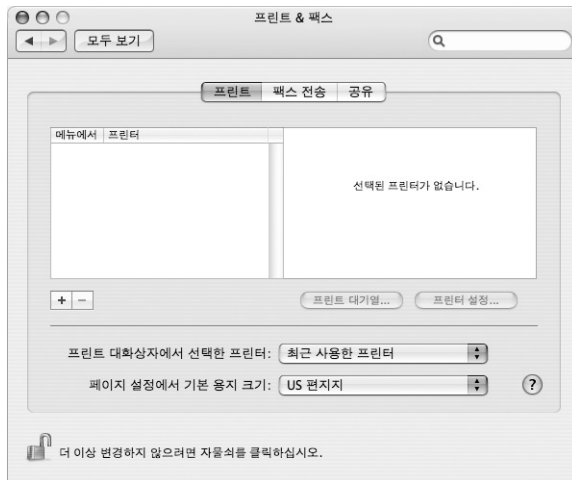 프린트 & 팩스
모두 보기
프린트 팩스 전송 공유
메뉴에서 프린터
선택된 프린터가 없습니다.
+ −
프린트 대기열... 프린터 설정...
프린트 대화상자에서 선택한 프린터: 최근 사용한 프린터
페이지 설정에서 기본 용지 크기: US 편지지 ?
더 이상 변경하지 않으려면 자물쇠를 클릭하십시오.